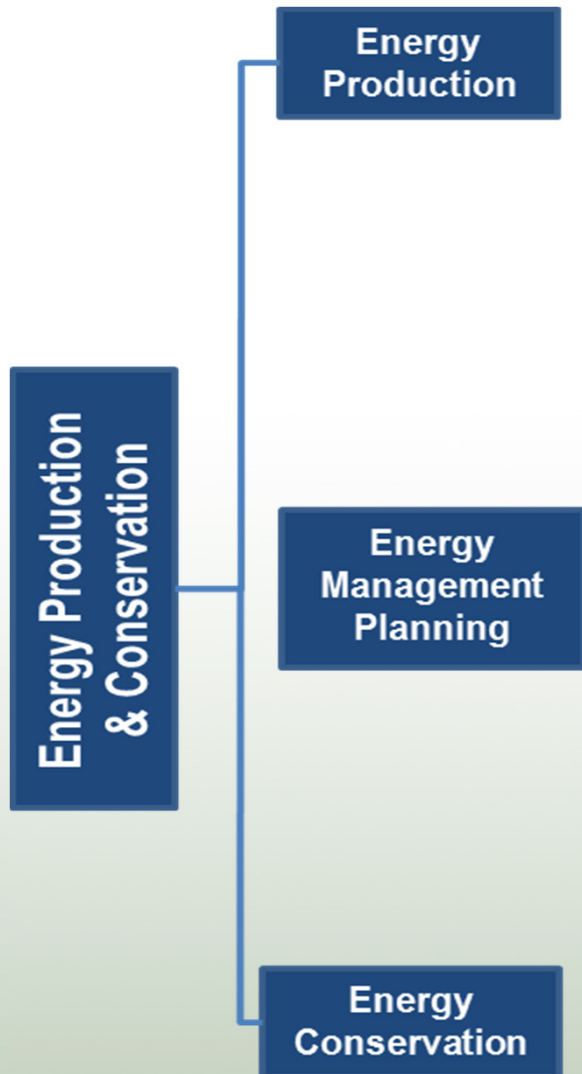 Energy
Production
Energy Production
& Conservation
Energy
Management
Planning
Energy
Conservation